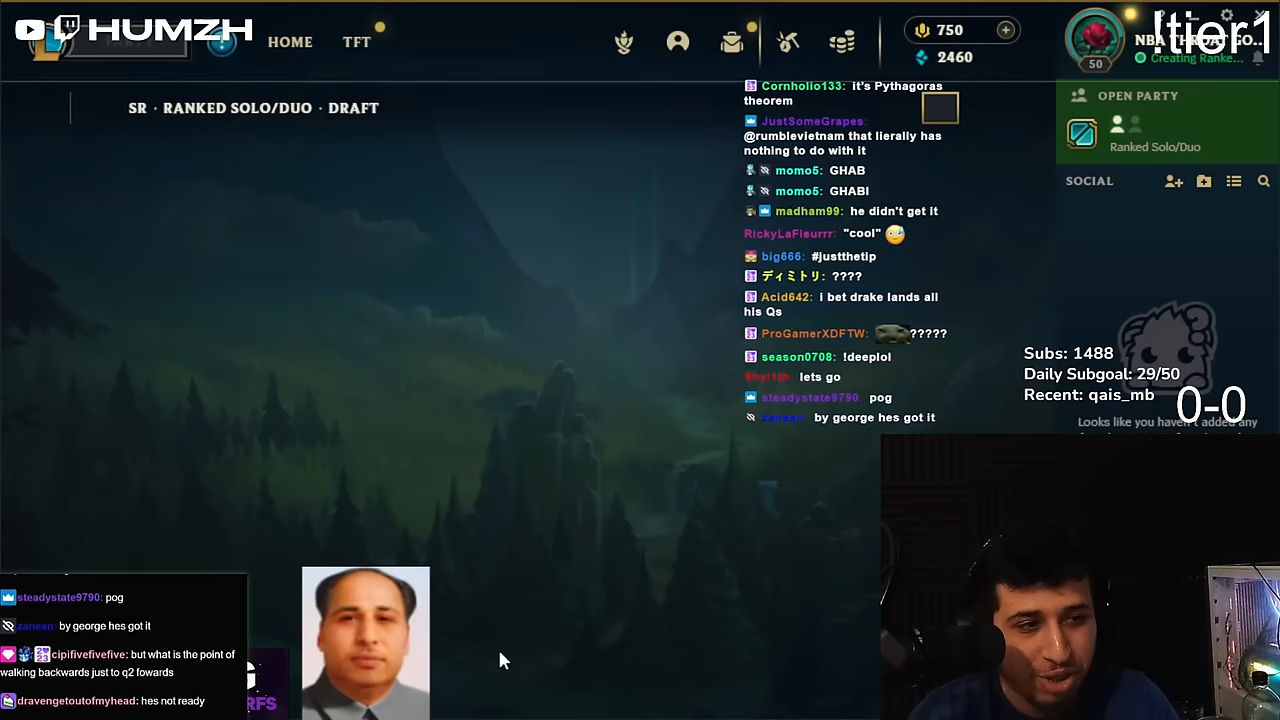 HUMZH
HOME
TFT
750
2460
!tier1
50
Creating Ranke...
SR · RANKED SOLO/DUO · DRAFT
OPEN PARTY
Ranked Solo/Duo
SOCIAL
Cornholio133: it's Pythagoras
theorem
JustSomeGrapes:
@rumblevietnam that lierally has
nothing to do with it
momo5: GHAB
momo5: GHABI
madham99: he didn't get it
RickyLaFleurrr: "cool"
big666: #justthetip
ディミトリ: ????
Acid642: i bet drake lands all
his Qs
ProGamerXDFTW: ?????
season0708: !deeplol
lets go
steadystate9790: pog
zanean: by george hes got it
Subs: 1488
Daily Subgoal: 29/50
Recent: qais_mb
0-0
Looks like you haven't added any
steadystate9790: pog
zanean: by george hes got it
cipifivefivefive: but what is the point of
walking backwards just to q2 fowards
dravengetoutofmyhead: hes not ready